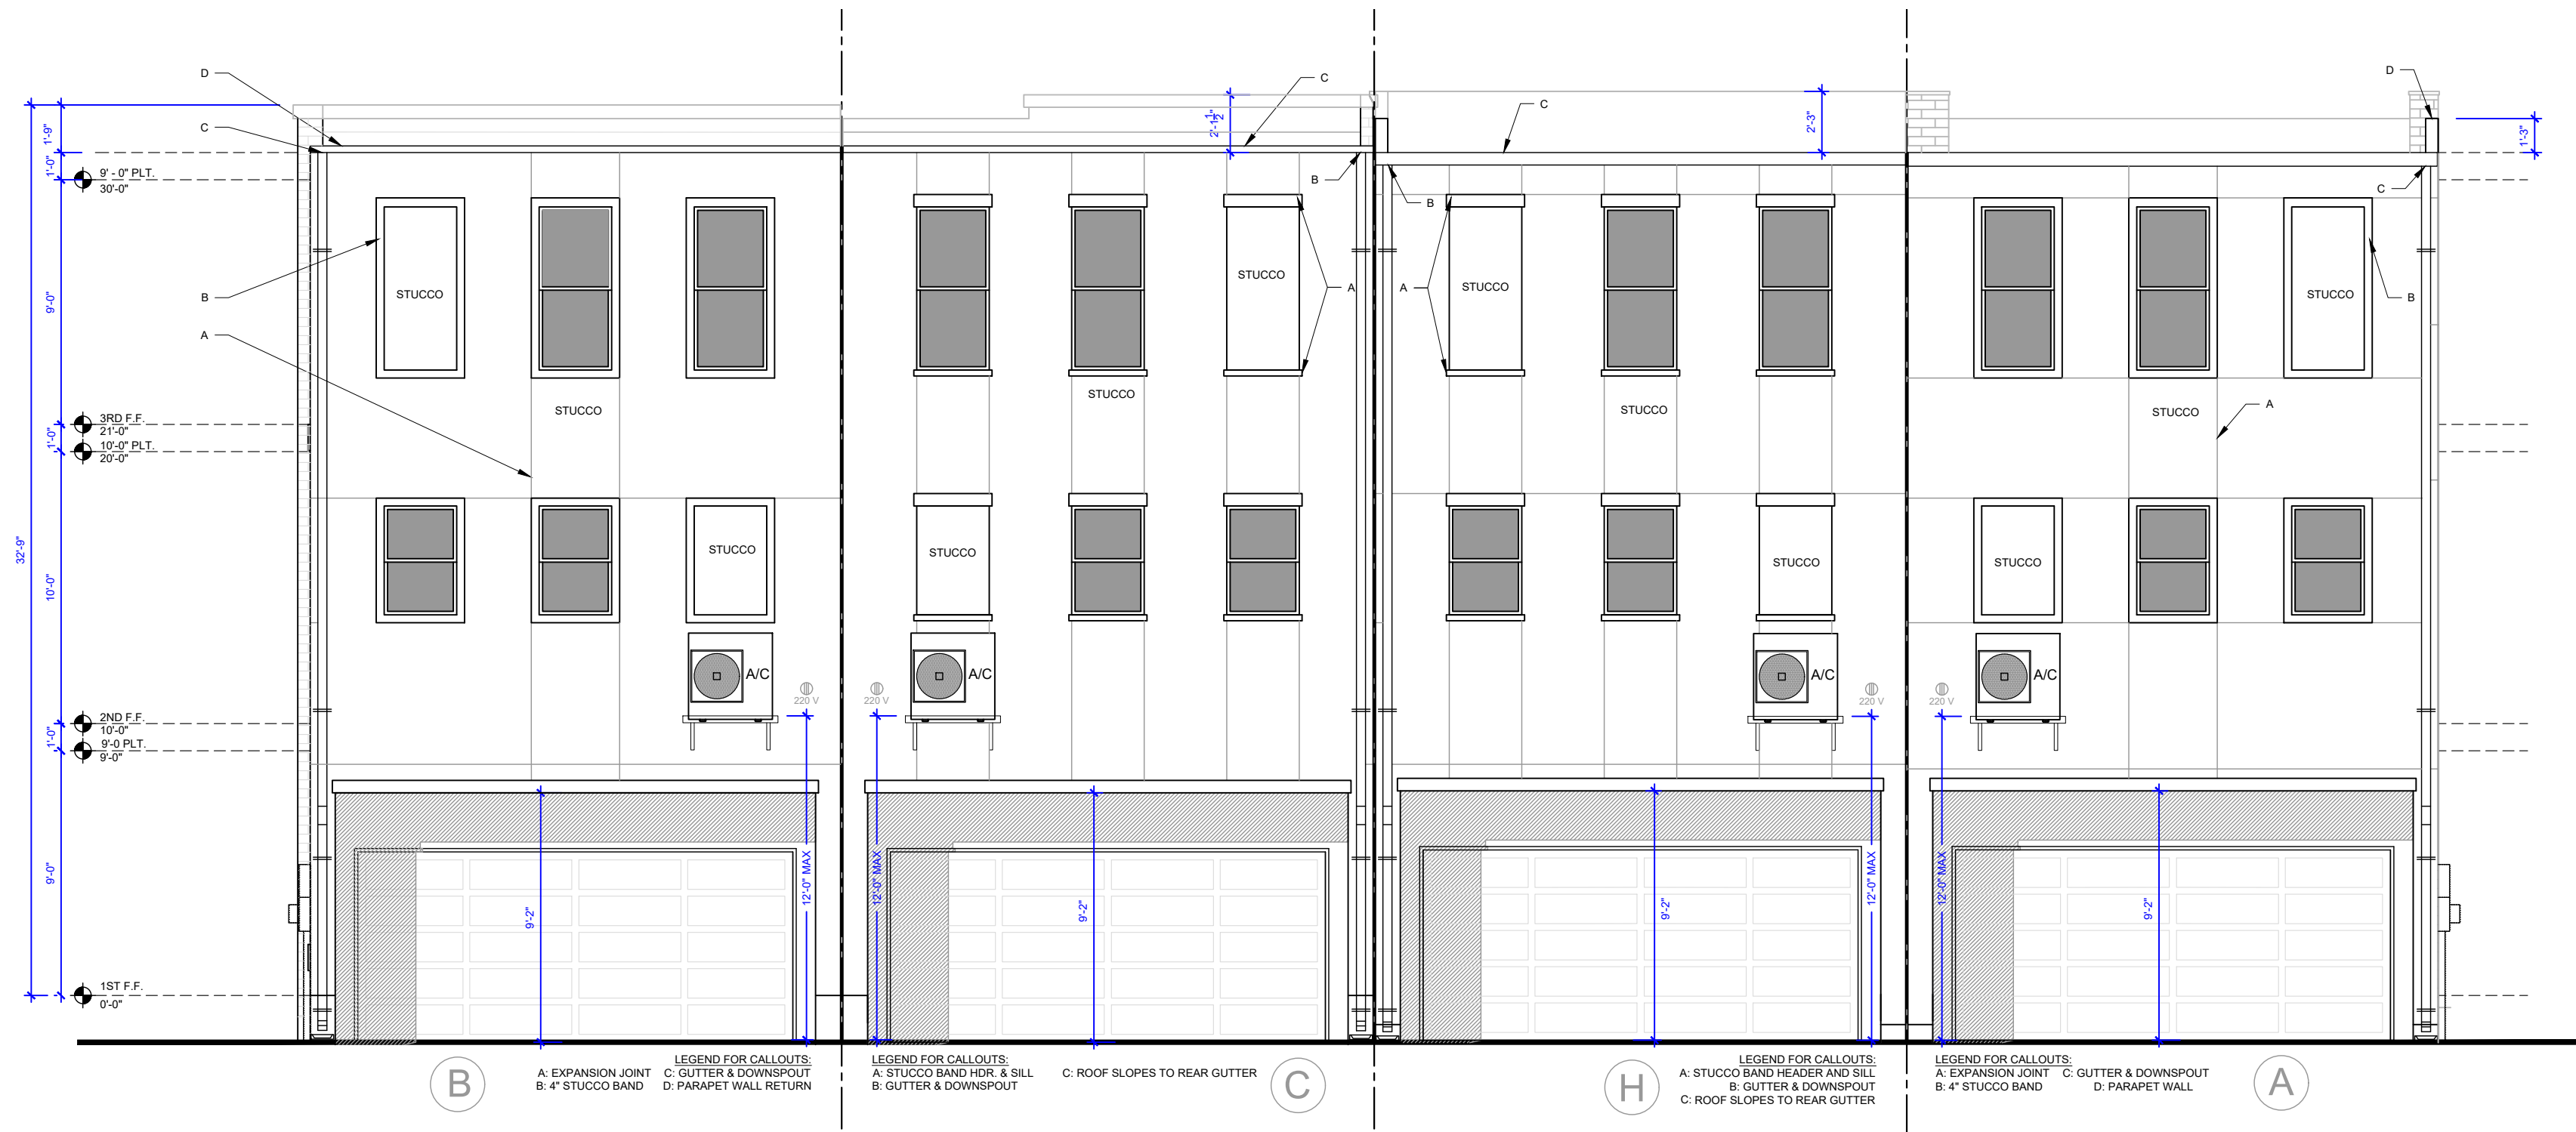 D
C
1'-9"
1'-0"
9' - 0" PLT.
30'-0"
9'-0"
B
A
3RD F.F.
21'-0"
1'-0"
10'-0" PLT.
20'-0"
32'-9"
10'-0"
2ND F.F.
10'-0"
1'-0"
9'-0 PLT.
9'-0"
9'-0"
1ST F.F.
0'-0"
STUCCO
STUCCO
STUCCO
A/C
220 V
12'-0" MAX
9'-2"
C
2'-1 1/2"
B
STUCCO
A
STUCCO
STUCCO
220 V
A/C
12'-0" MAX
9'-2"
C
2'-3"
B
A
STUCCO
STUCCO
STUCCO
A/C
220 V
9'-2"
12'-0" MAX
D
1'-3"
C
STUCCO
B
STUCCO
A
STUCCO
220 V
A/C
12'-0" MAX
9'-2"
B
LEGEND FOR CALLOUTS:
A: EXPANSION JOINT C: GUTTER & DOWNSPOUT
B: 4" STUCCO BAND D: PARAPET WALL RETURN
LEGEND FOR CALLOUTS:
A: STUCCO BAND HDR. & SILL C: ROOF SLOPES TO REAR GUTTER
B: GUTTER & DOWNSPOUT
C
H
LEGEND FOR CALLOUTS:
A: STUCCO BAND HEADER AND SILL
B: GUTTER & DOWNSPOUT
C: ROOF SLOPES TO REAR GUTTER
LEGEND FOR CALLOUTS:
A: EXPANSION JOINT C: GUTTER & DOWNSPOUT
B: 4" STUCCO BAND D: PARAPET WALL
A